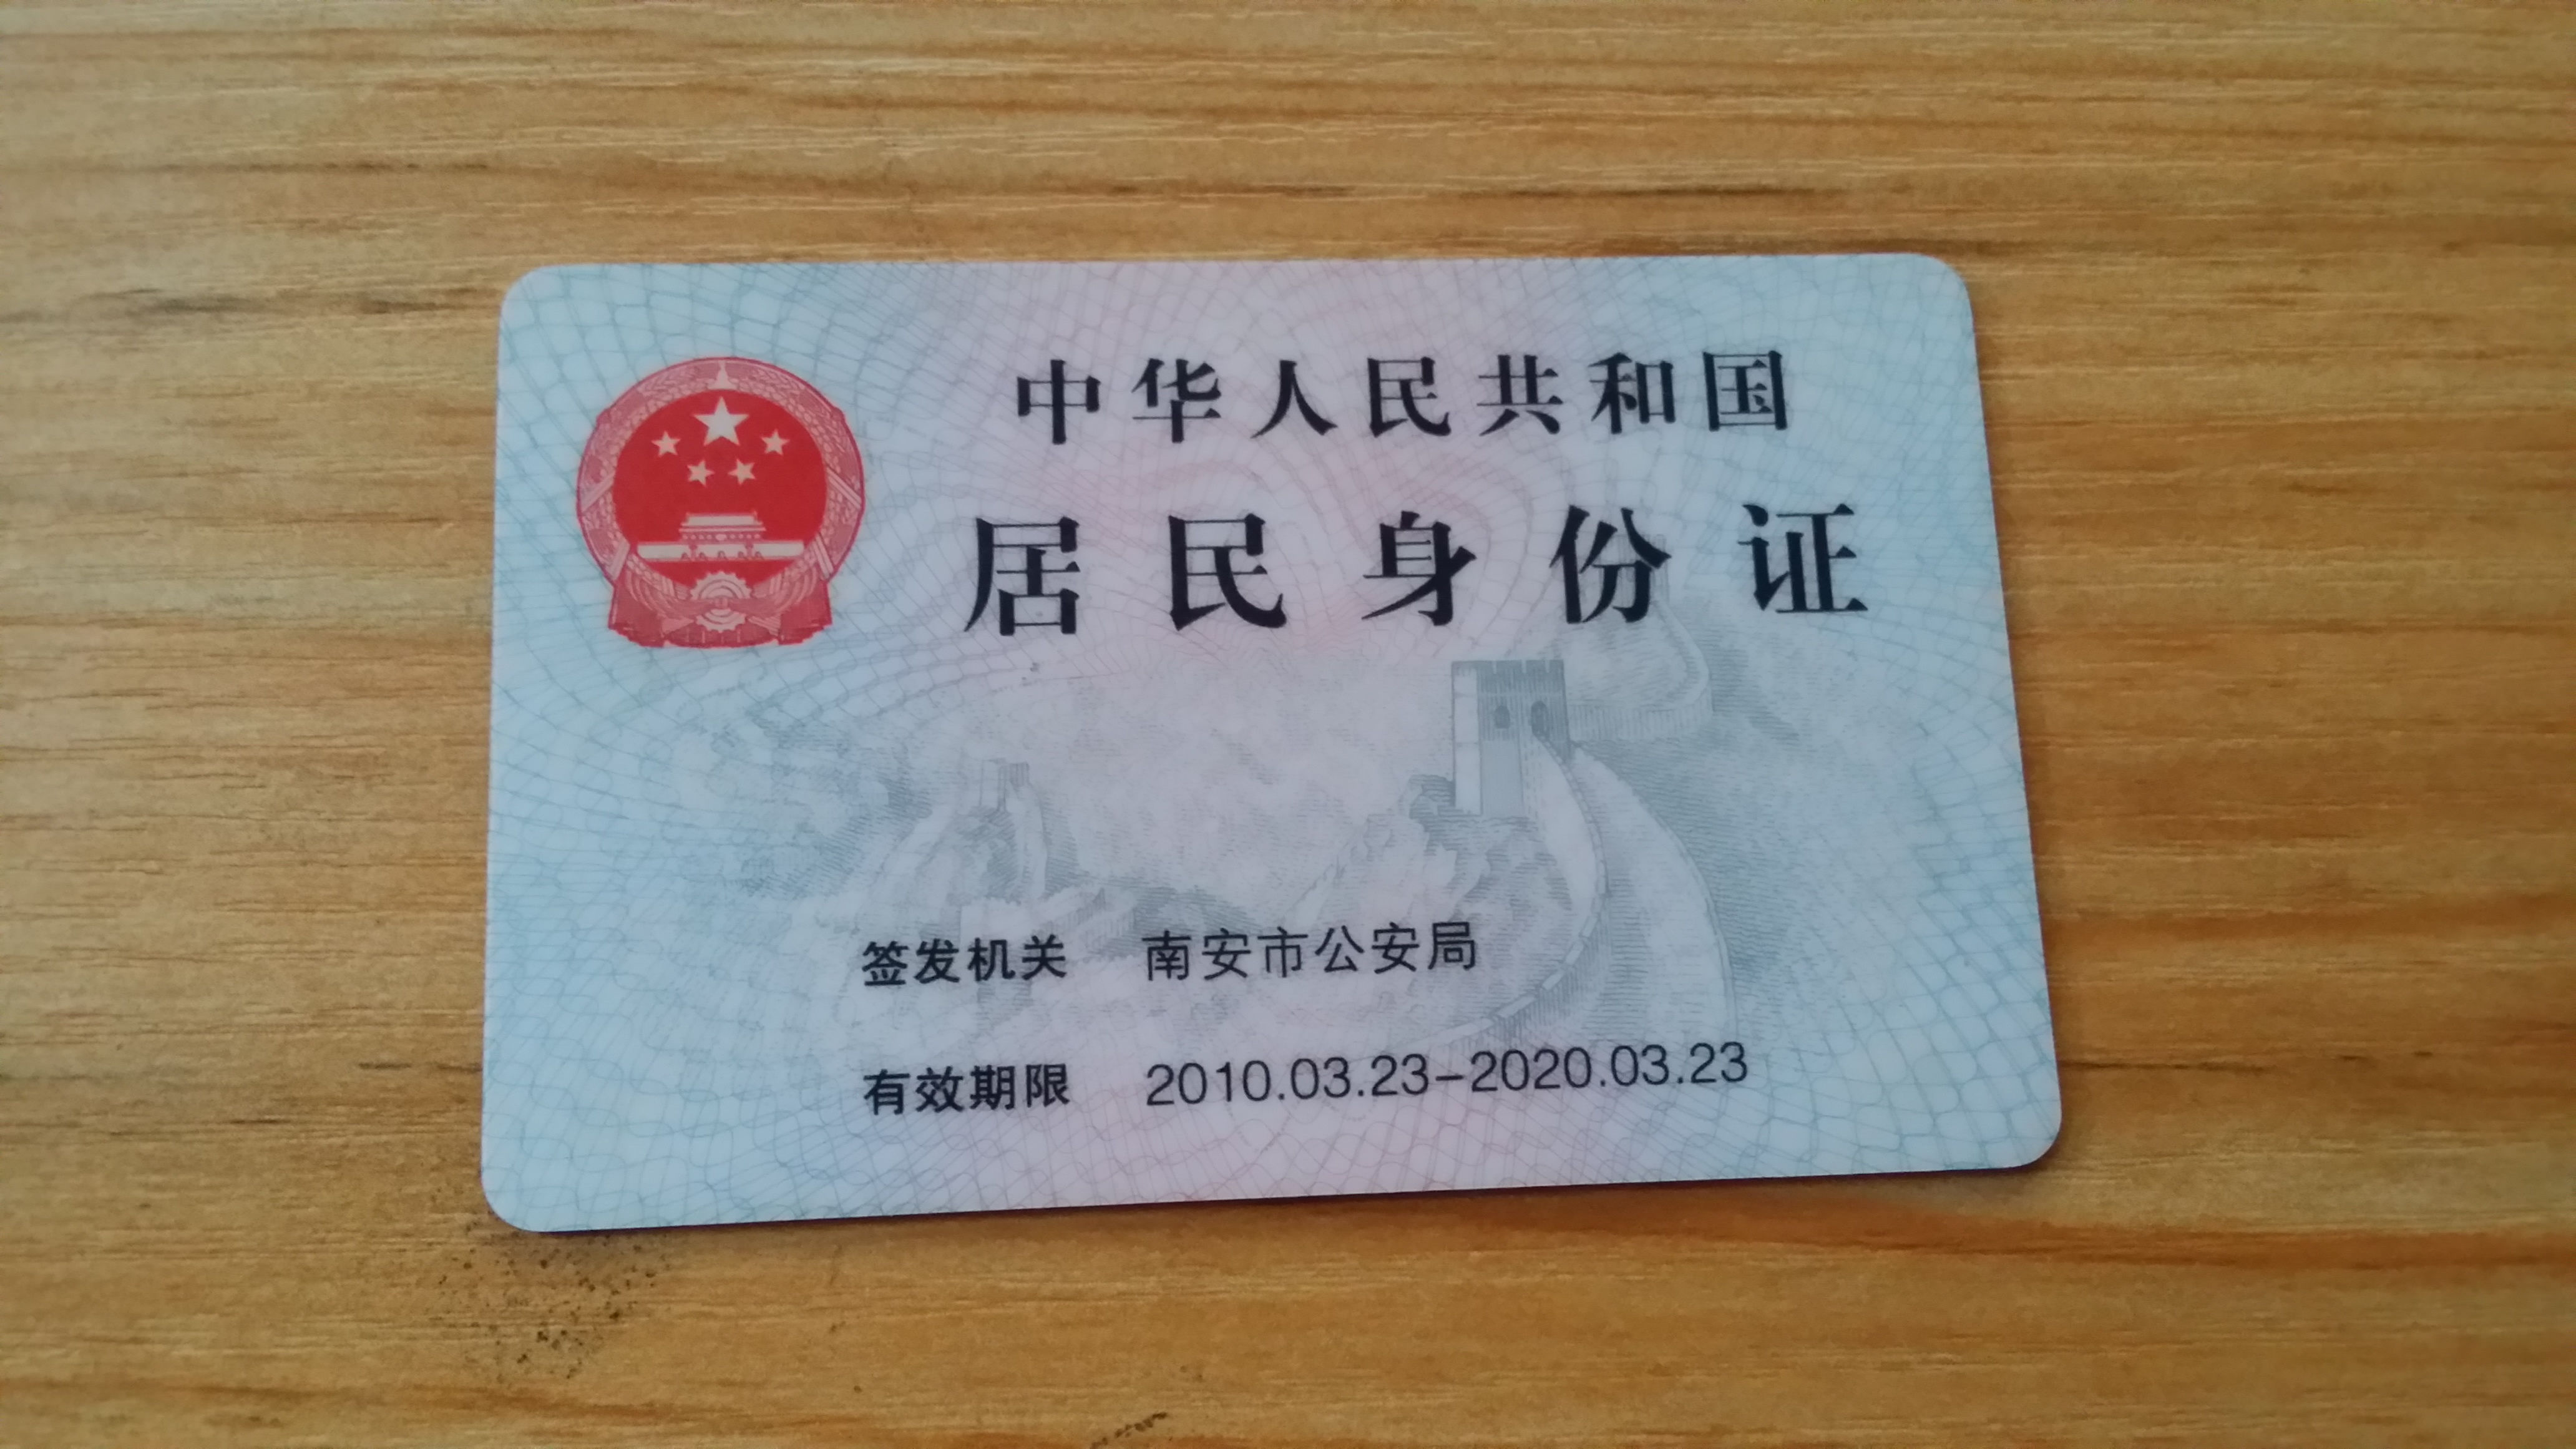 中华人民共和国
居民身份证
签发机关 南安市公安局
有效期限 2010.03.23-2020.03.23